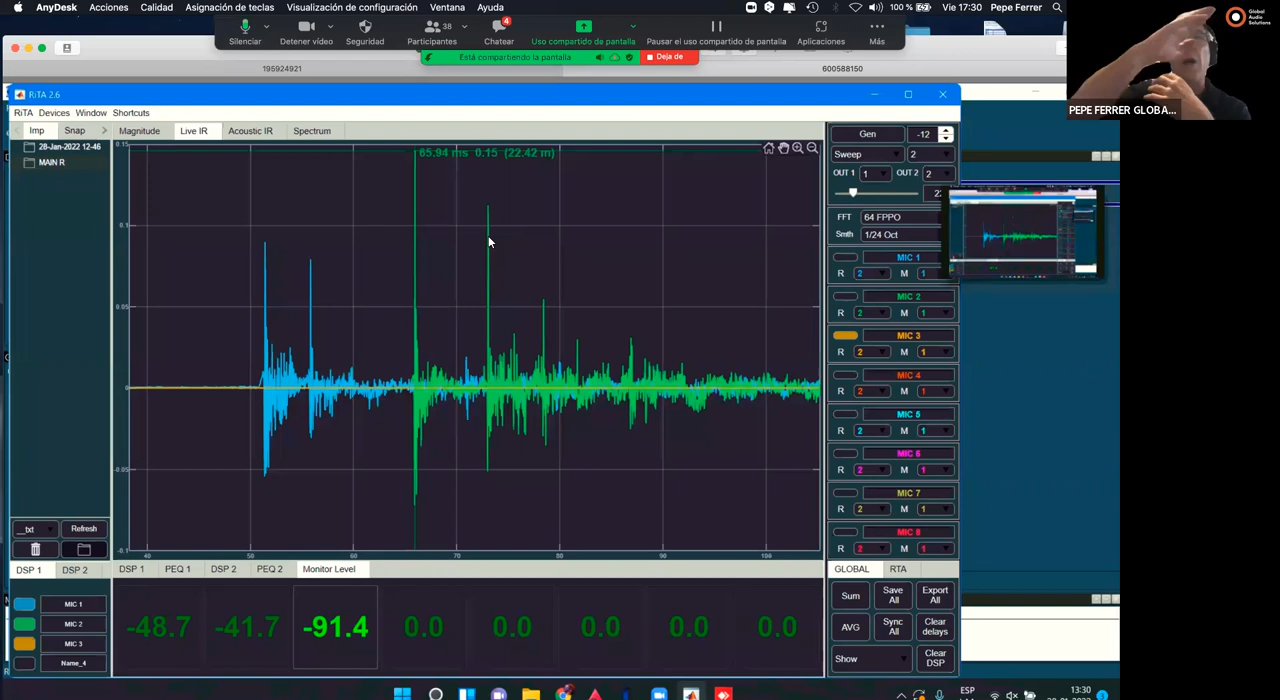 AnyDesk Acciones Calidad Asignación de teclas Visualización de configuración Ventana Ayuda 100 % Vie 17:30 Pepe Ferrer
Global Audio Solutions
38 4
Silenciar Detener vídeo Seguridad Participantes Chatear Uso compartido de pantalla Pausar el uso compartido de pantalla Aplicaciones Más
Está compartiendo la pantalla Deja de
195924921 600588150
PEPE FERRER GLOBA...
RiTA 2.6
RiTA Devices Window Shortcuts
Imp Snap Magnitude Live IR Acoustic IR Spectrum
28-Jan-2022 12-46
MAIN R
65.94 ms 0.15 (22.42 m)
0.15
0.1
0.05
0
-0.05
-0.1
40 50 60 70 80 90 100
Gen -12
Sweep 2
OUT 1 1 OUT 2 2
FFT 64 FPPO
Smth 1/24 Oct
MIC 1
R 2 M 1
MIC 2
R 2 M 1
MIC 3
R 2 M 1
MIC 4
R 2 M 1
MIC 5
R 2 M 1
MIC 6
R 2 M 1
MIC 7
R 2 M 1
MIC 8
R 2 M 1
__txt Refresh
DSP 1 DSP 2
DSP 1 PEQ 1 DSP 2 PEQ 2 Monitor Level
GLOBAL RTA
MIC 1
MIC 2
MIC 3
Name_4
-48.7 -41.7 -91.4 0.0 0.0 0.0 0.0 0.0
Sum Save All Export All
AVG Sync All Clear delays
Show Clear DSP
ESP
13:30